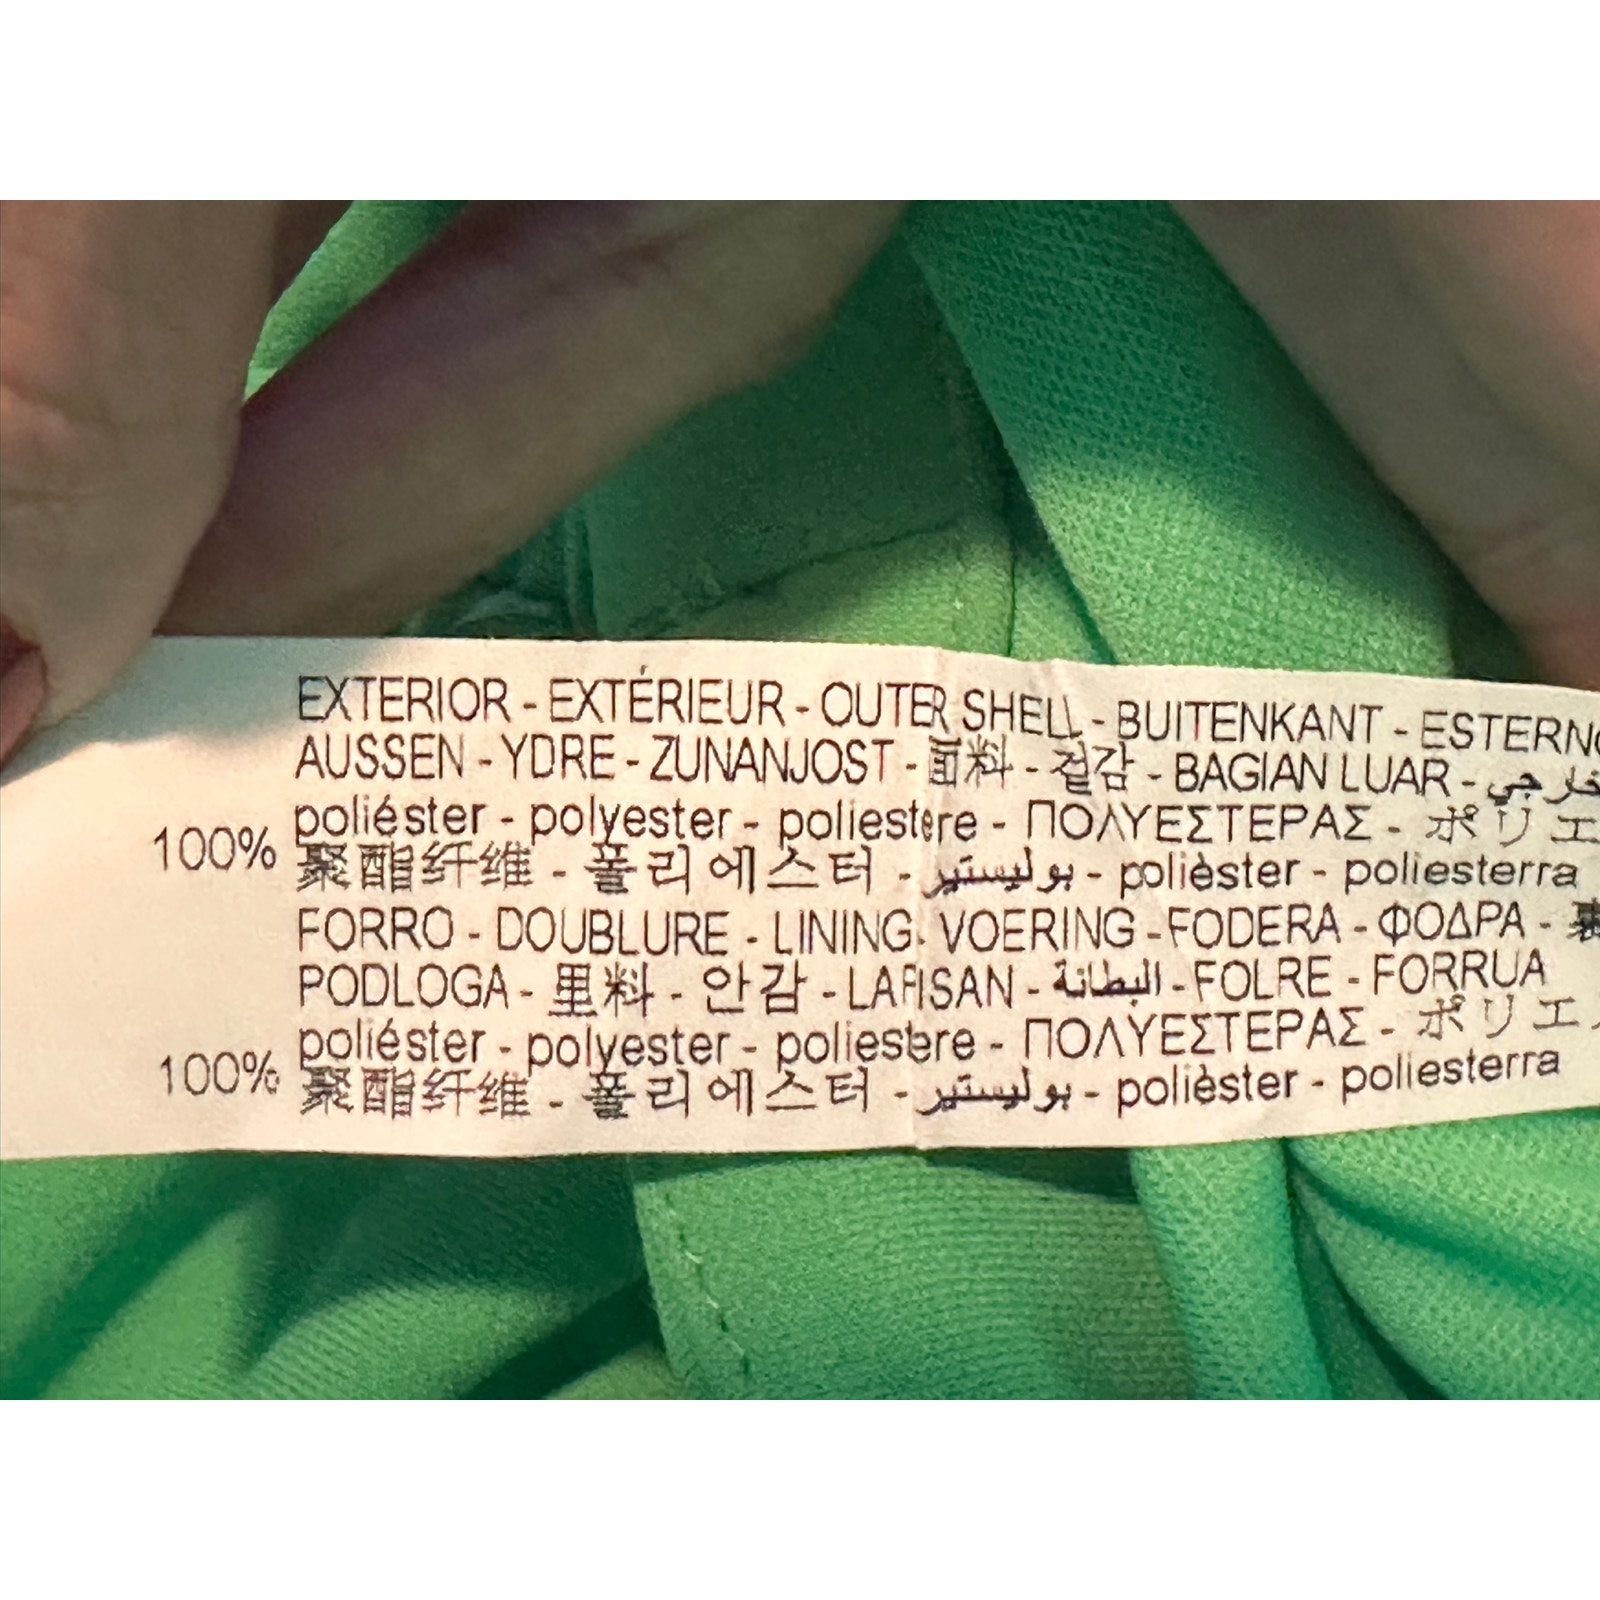 EXTERIOR - EXTÉRIEUR - OUTER SHELL - BUITENKANT - ESTERNO
AUSSEN - YDRE - ZUNANJOST - 面料 - 겉감 - BAGIAN LUAR - خارجي
100% poliéster - polyester - poliestere - ΠΟΛΥΕΣΤΕΡΑΣ - ポリエ
聚酯纤维 - 폴리에스터 - بوليستير - polièster - poliesterra
FORRO - DOUBLURE - LINING - VOERING - FODERA - ΦΟΔΡΑ - 裏
PODLOGA - 里料 - 안감 - LAPISAN - البطانة - FOLRE - FORRUA
100% poliéster - polyester - poliestere - ΠΟΛΥΕΣΤΕΡΑΣ - ポリエ
聚酯纤维 - 폴리에스터 - بوليستير - polièster - poliesterra